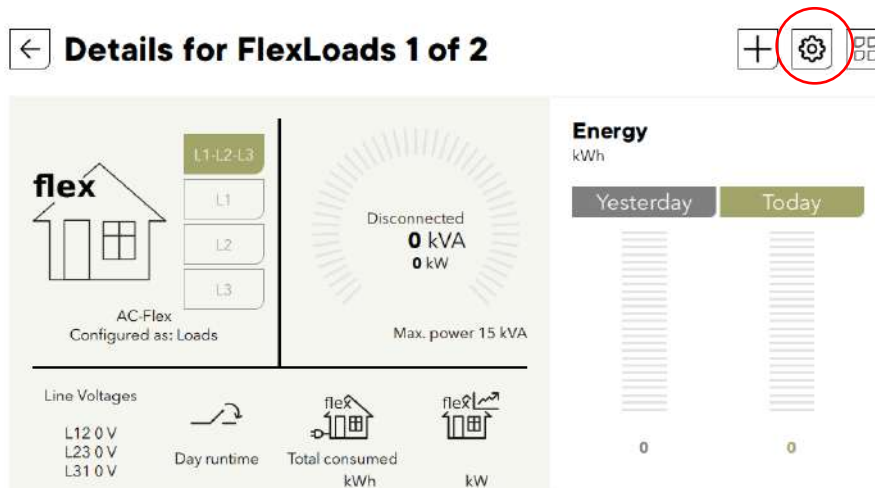 Details for FlexLoads 1 of 2
flex
L1-L2-L3
L1
L2
L3
AC-Flex
Configured as: Loads
Disconnected
0 kVA
0 kW
Max. power 15 kVA
Energy
kWh
Yesterday
Today
0
0
Line Voltages
L12 0 V
L23 0 V
L31 0 V
Day runtime
flex
Total consumed
kWh
flex
kW